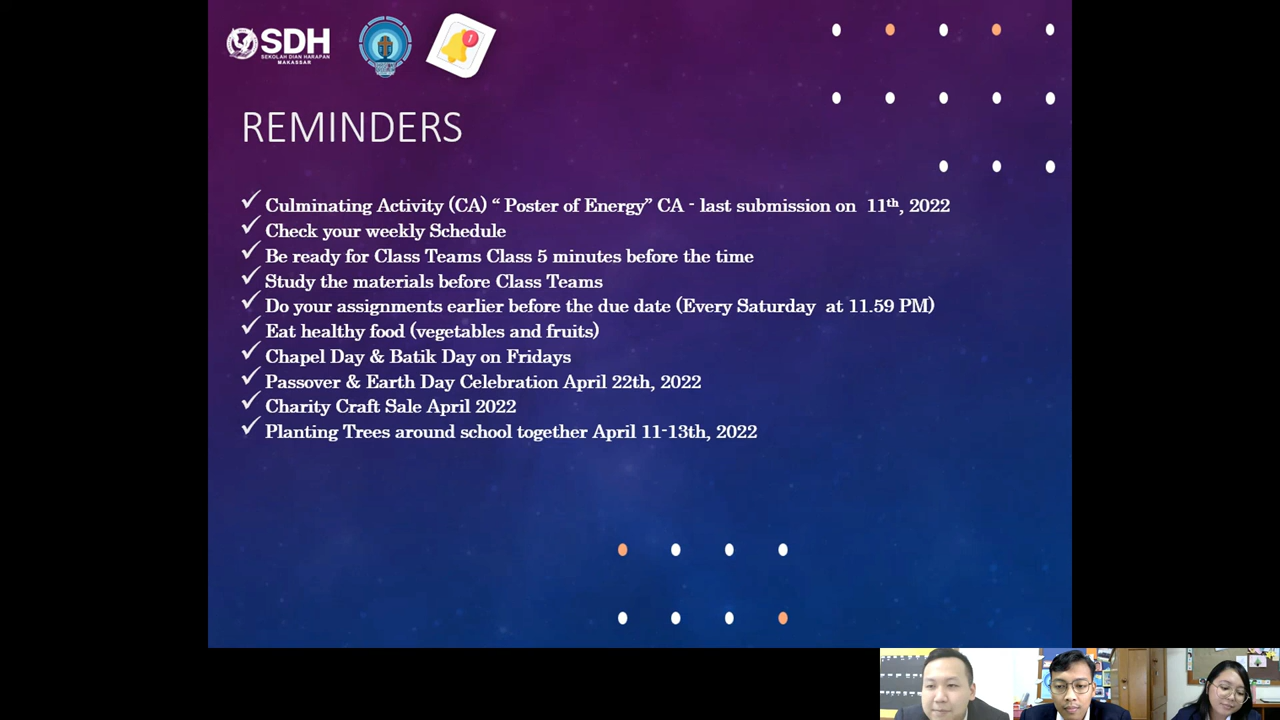 SDH
SEKOLAH DIAN HARAPAN
MAKASSAR
1
REMINDERS
Culminating Activity (CA) “ Poster of Energy” CA - last submission on 11th, 2022
Check your weekly Schedule
Be ready for Class Teams Class 5 minutes before the time
Study the materials before Class Teams
Do your assignments earlier before the due date (Every Saturday at 11.59 PM)
Eat healthy food (vegetables and fruits)
Chapel Day & Batik Day on Fridays
Passover & Earth Day Celebration April 22th, 2022
Charity Craft Sale April 2022
Planting Trees around school together April 11-13th, 2022